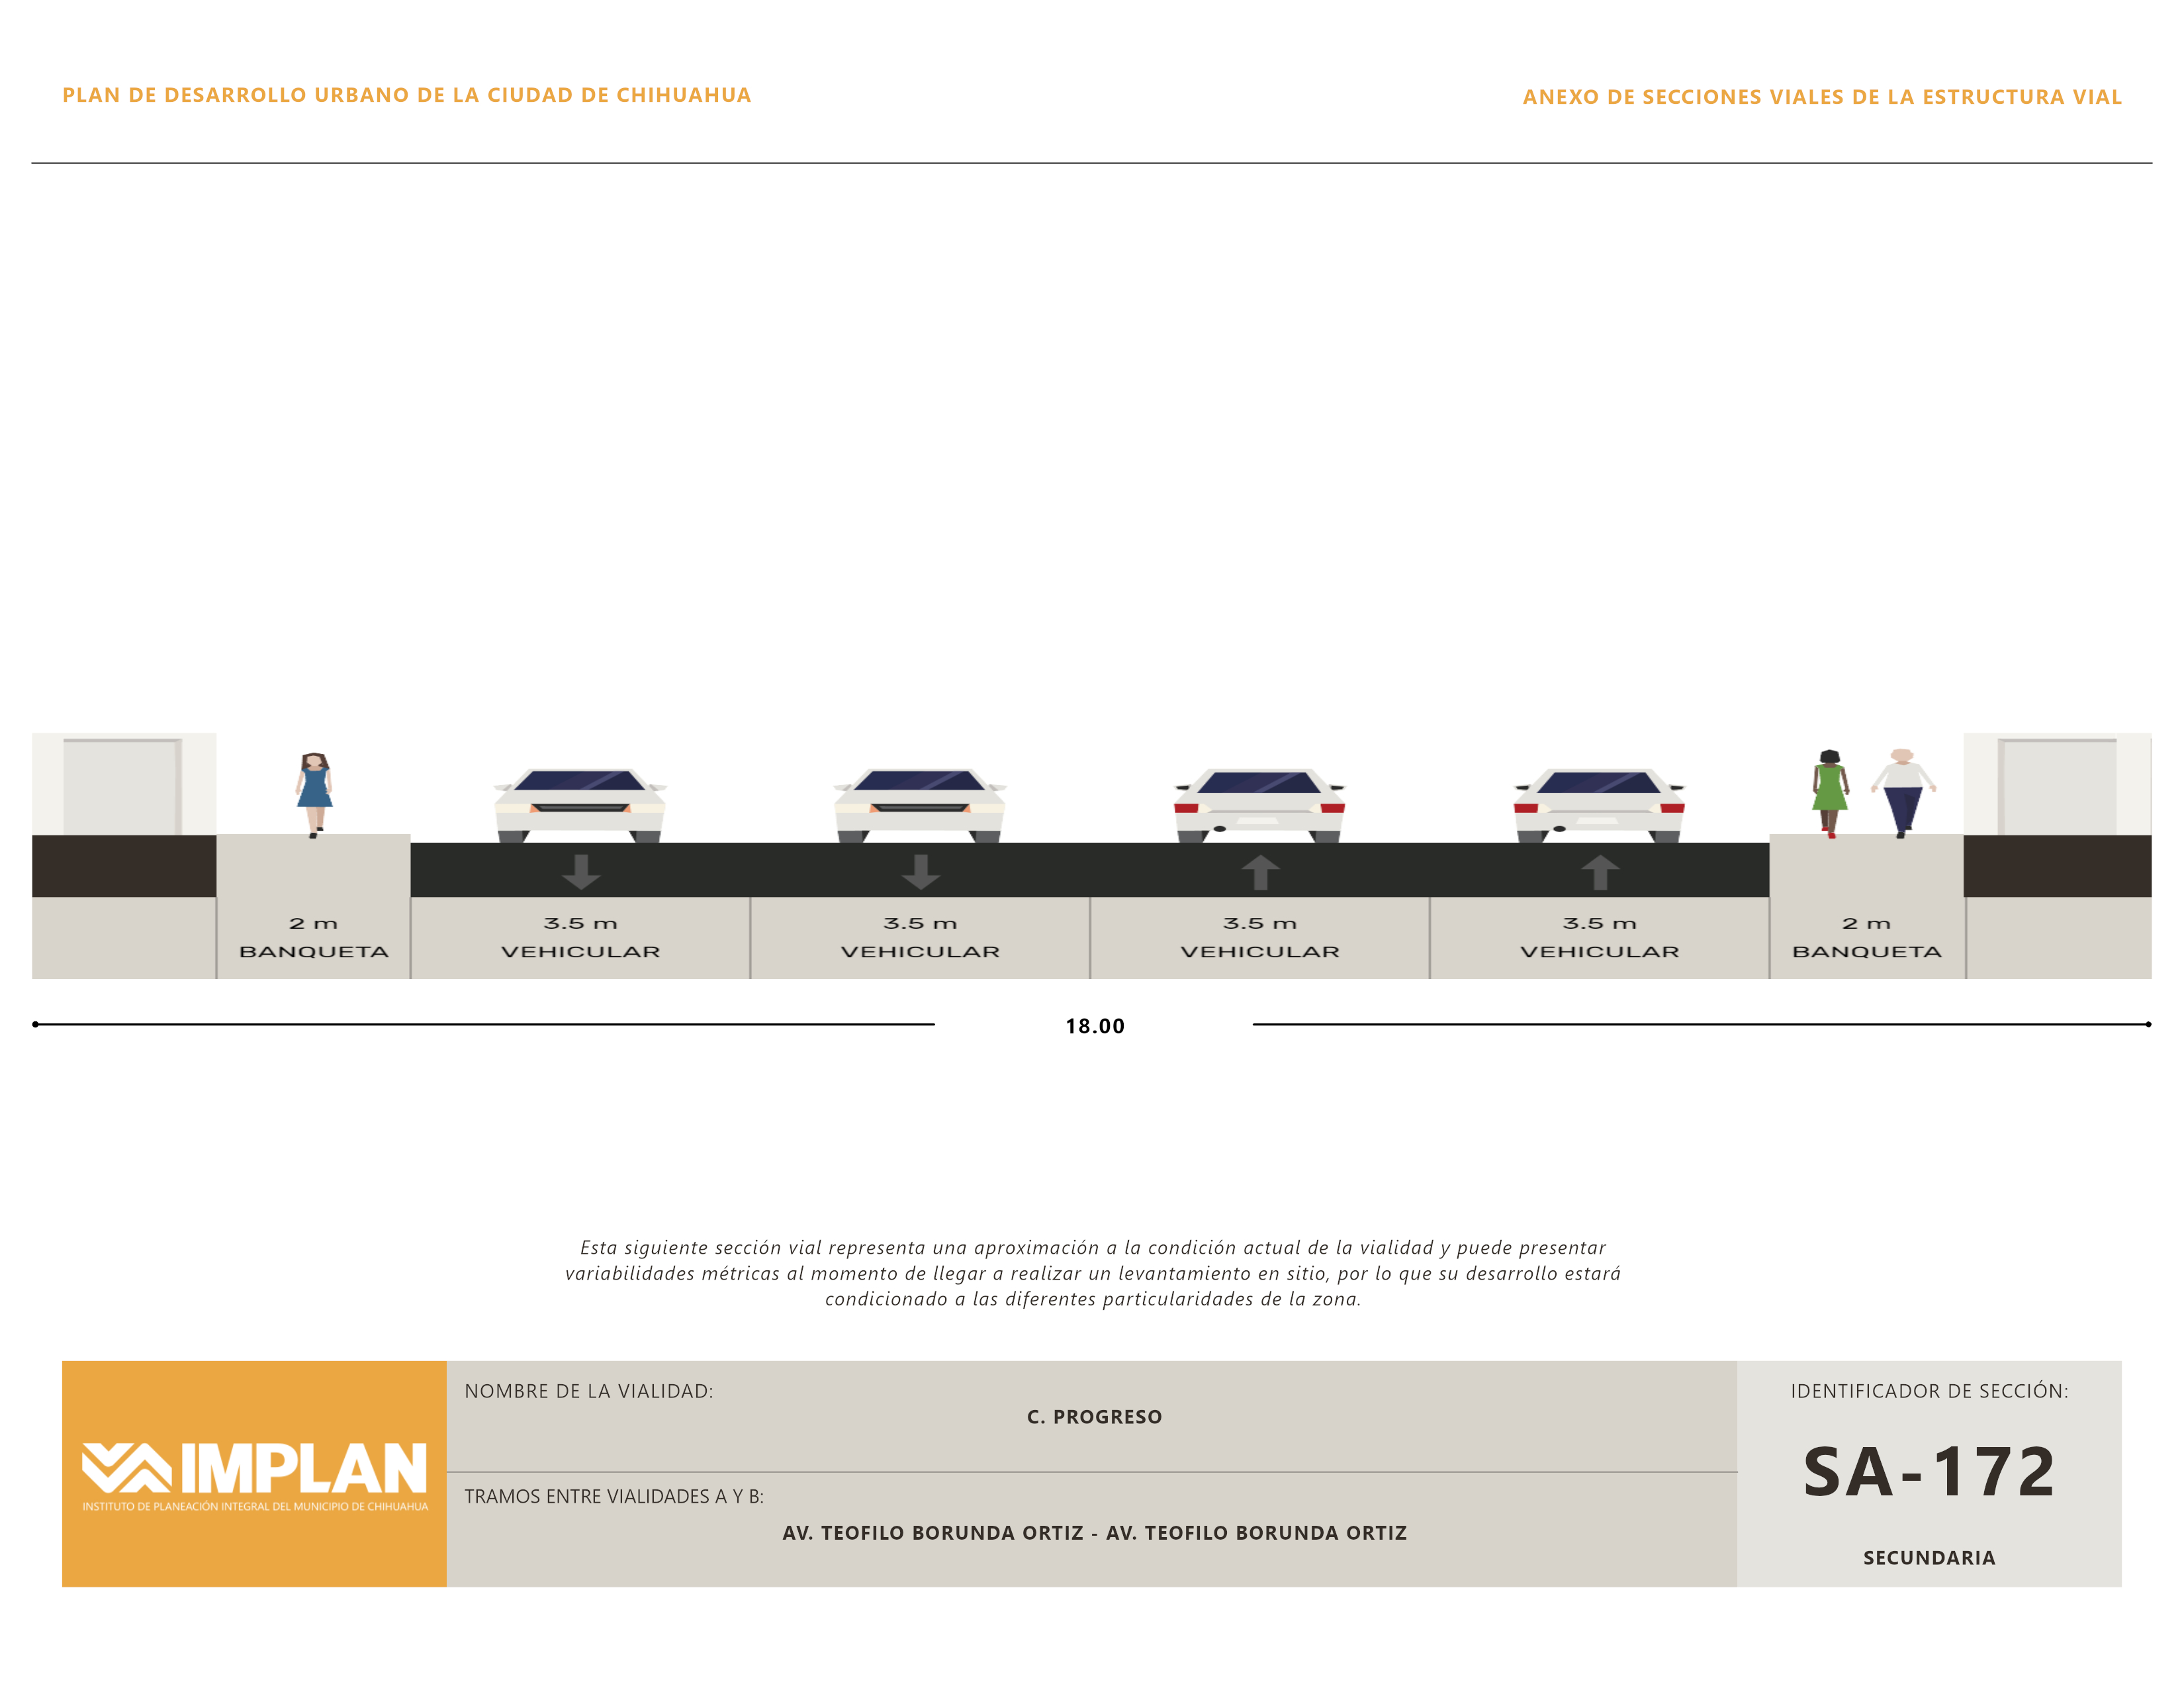 PLAN DE DESARROLLO URBANO DE LA CIUDAD DE CHIHUAHUA
ANEXO DE SECCIONES VIALES DE LA ESTRUCTURA VIAL
2 m
BANQUETA
3.5 m
VEHICULAR
3.5 m
VEHICULAR
3.5 m
VEHICULAR
3.5 m
VEHICULAR
2 m
BANQUETA
18.00
Esta siguiente sección vial representa una aproximación a la condición actual de la vialidad y puede presentar
variabilidades métricas al momento de llegar a realizar un levantamiento en sitio, por lo que su desarrollo estará
condicionado a las diferentes particularidades de la zona.
IMPLAN
INSTITUTO DE PLANEACIÓN INTEGRAL DEL MUNICIPIO DE CHIHUAHUA
NOMBRE DE LA VIALIDAD:
C. PROGRESO
TRAMOS ENTRE VIALIDADES A Y B:
AV. TEOFILO BORUNDA ORTIZ - AV. TEOFILO BORUNDA ORTIZ
IDENTIFICADOR DE SECCIÓN:
SA-172
SECUNDARIA